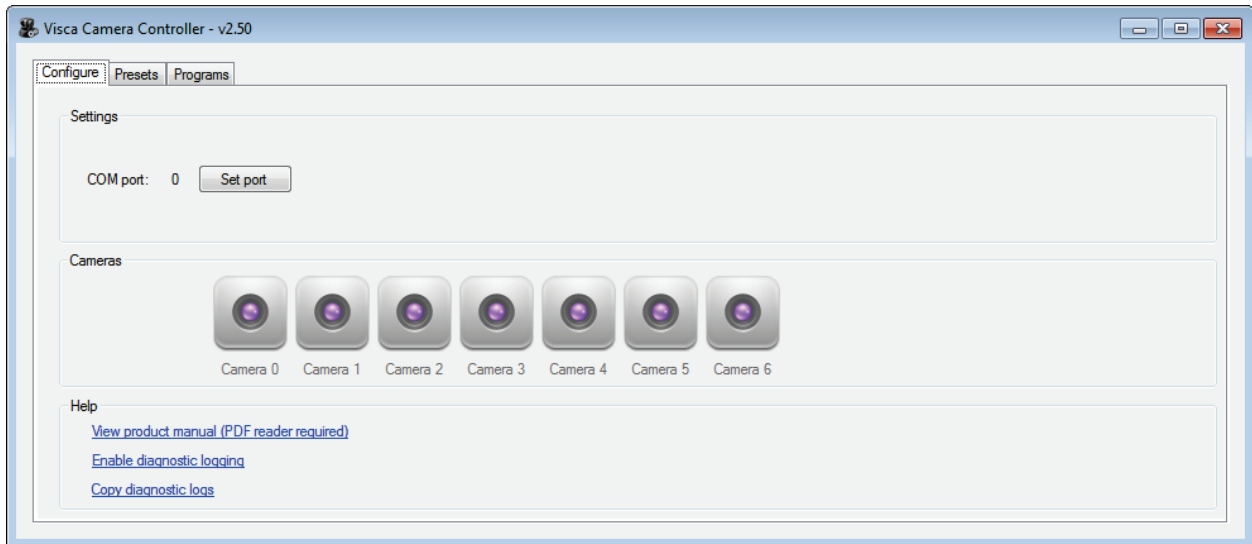 Visca Camera Controller - v2.50
Configure Presets Programs
Settings
COM port: 0 Set port
Cameras
Camera 0 Camera 1 Camera 2 Camera 3 Camera 4 Camera 5 Camera 6
Help
View product manual (PDF reader required)
Enable diagnostic logging
Copy diagnostic logs